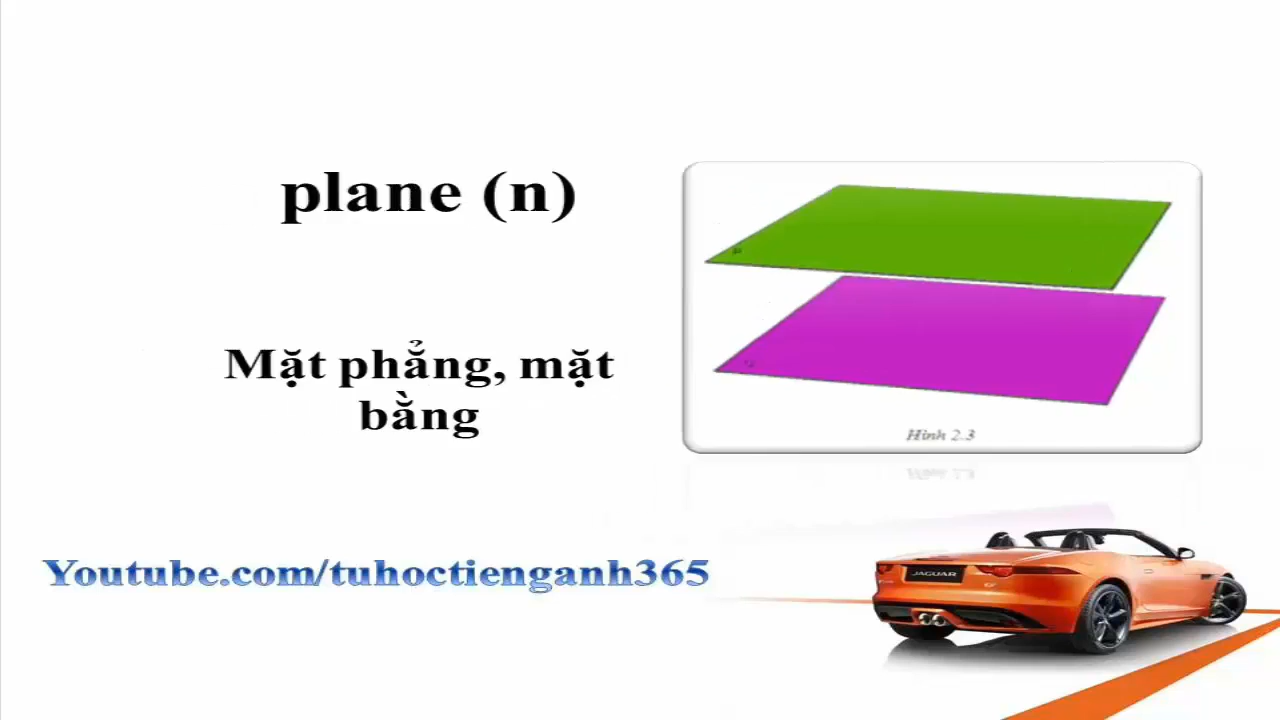 plane (n)
Mặt phẳng, mặt
bằng
Hình 2.3
Youtube.com/tuhoctienganh365
JAGUAR